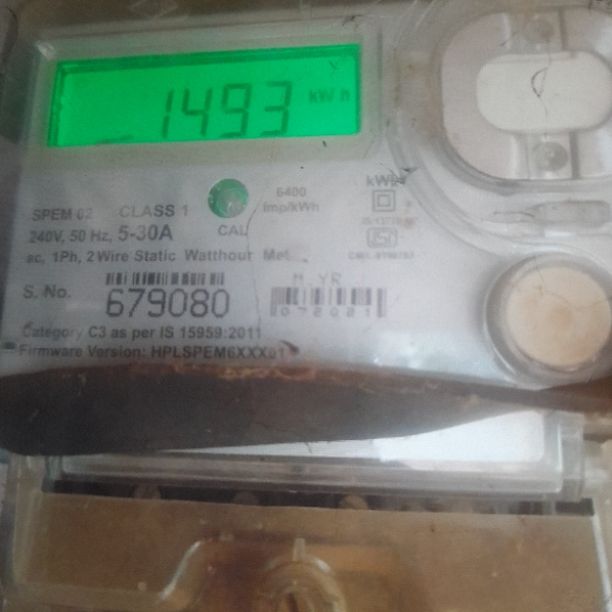 1493 kWh
6400
imp/kWh
SPEM 02 CLASS 1
CAL
240V, 50 Hz, 5-30A
ac, 1Ph, 2 Wire Static Watthour
S. No. 679080
M YR
072021
Category C3 as per IS 15959:2011
Firmware Version: HPLSPEM6XXX01